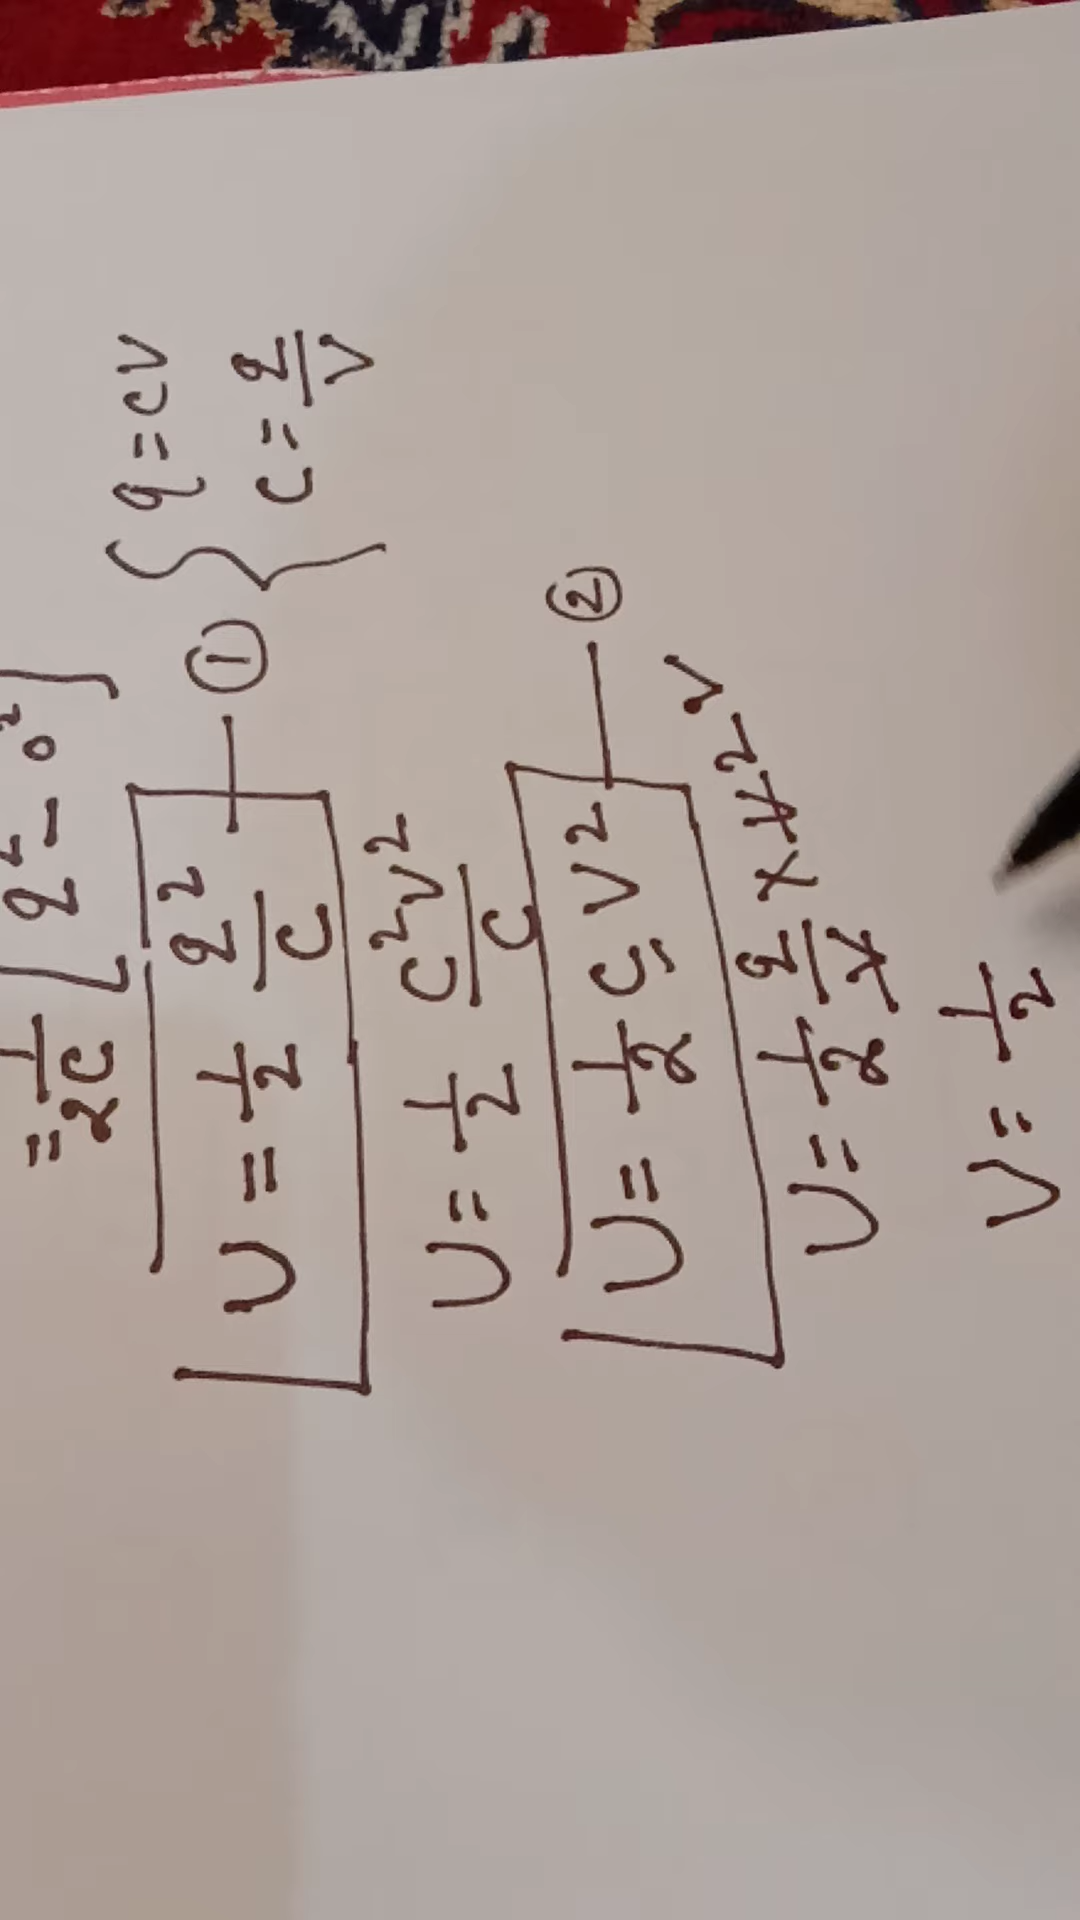 = 1/2C [q² - 0²]
U = 1/2 q²/C — ①
{ q = CV
C = q/V
U = 1/2 C²V²/C
U = 1/2 CV² — ②
U = 1/2 q/V × V² V
U = 1/2